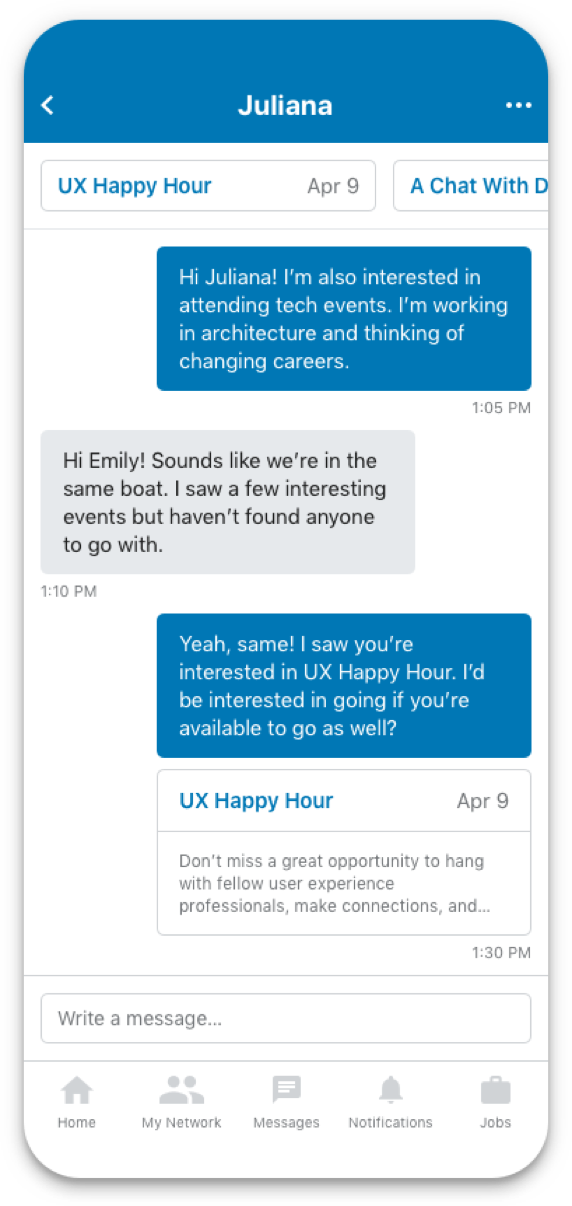 Juliana
UX Happy Hour Apr 9
A Chat With D
Hi Juliana! I’m also interested in
attending tech events. I’m working
in architecture and thinking of
changing careers.
1:05 PM
Hi Emily! Sounds like we’re in the
same boat. I saw a few interesting
events but haven’t found anyone
to go with.
1:10 PM
Yeah, same! I saw you’re
interested in UX Happy Hour. I’d
be interested in going if you’re
available to go as well?
UX Happy Hour Apr 9
Don’t miss a great opportunity to hang
with fellow user experience
professionals, make connections, and...
1:30 PM
Write a message...
Home My Network Messages Notifications Jobs